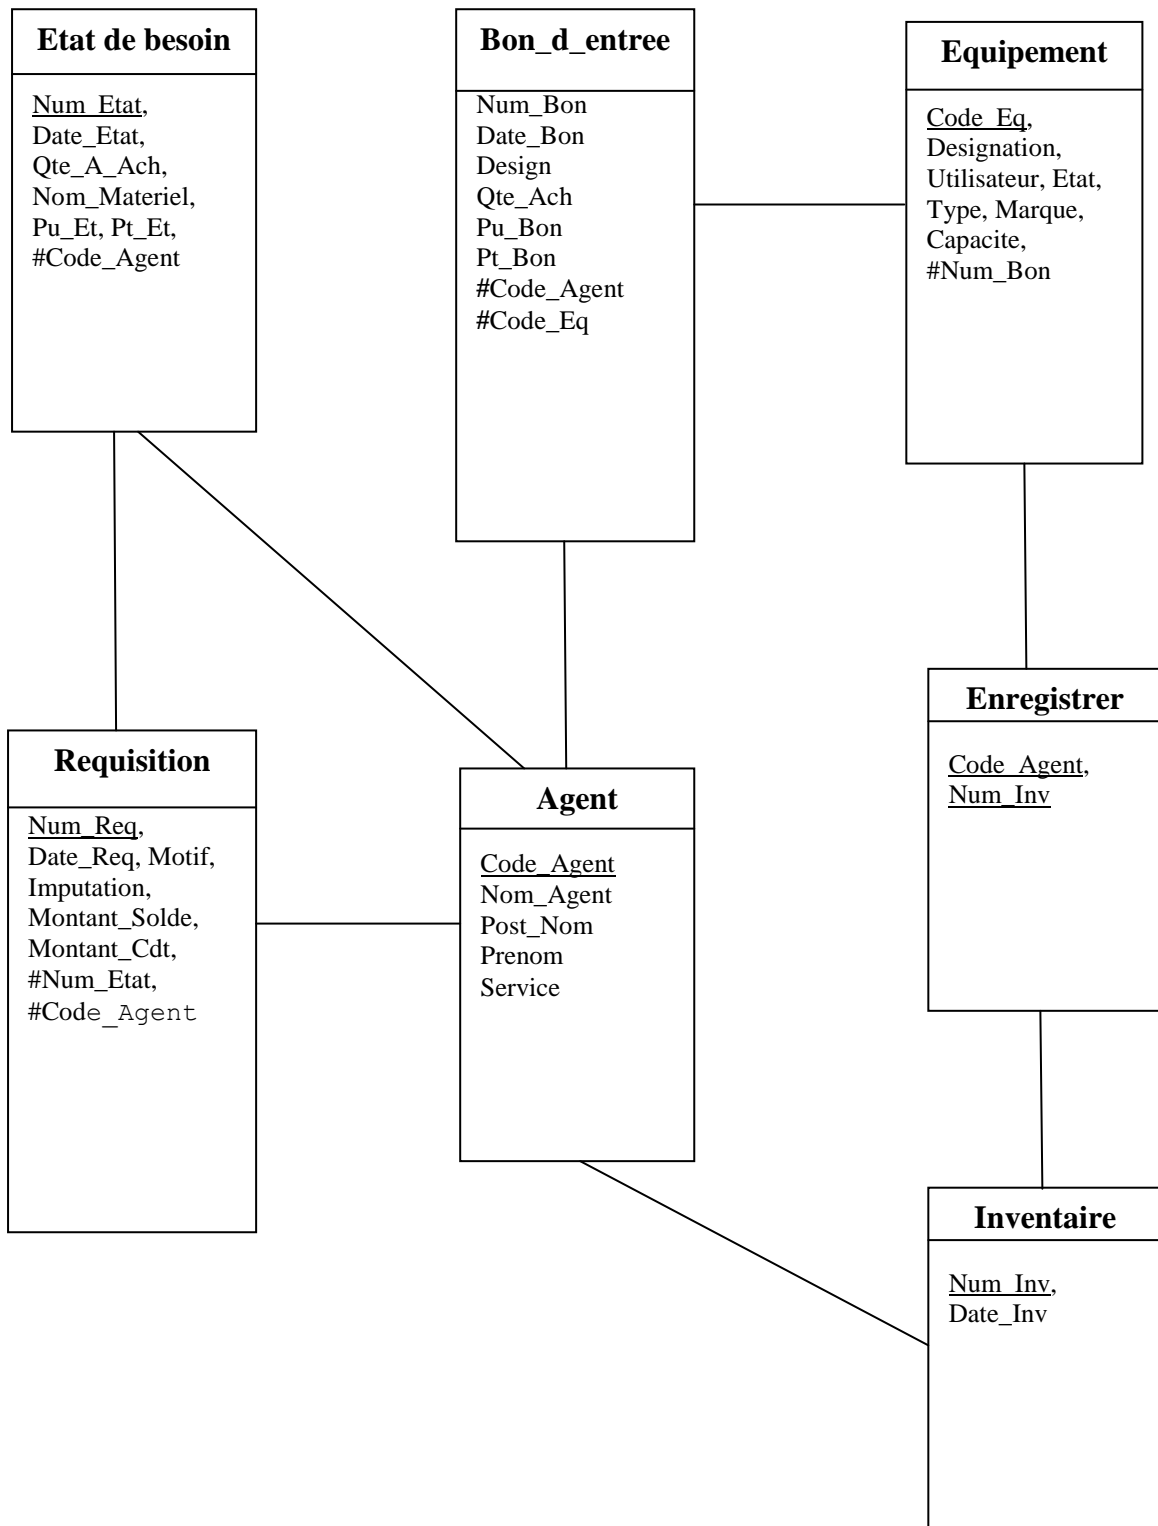 Etat de besoin
Num_Etat,
Date_Etat,
Qte_A_Ach,
Nom_Materiel,
Pu_Et, Pt_Et,
#Code_Agent
Bon_d_entree
Num_Bon
Date_Bon
Design
Qte_Ach
Pu_Bon
Pt_Bon
#Code_Agent
#Code_Eq
Equipement
Code_Eq,
Designation,
Utilisateur, Etat,
Type, Marque,
Capacite,
#Num_Bon
Requisition
Num_Req,
Date_Req, Motif,
Imputation,
Montant_Solde,
Montant_Cdt,
#Num_Etat,
#Code_Agent
Agent
Code_Agent
Nom_Agent
Post_Nom
Prenom
Service
Enregistrer
Code_Agent,
Num_Inv
Inventaire
Num_Inv,
Date_Inv